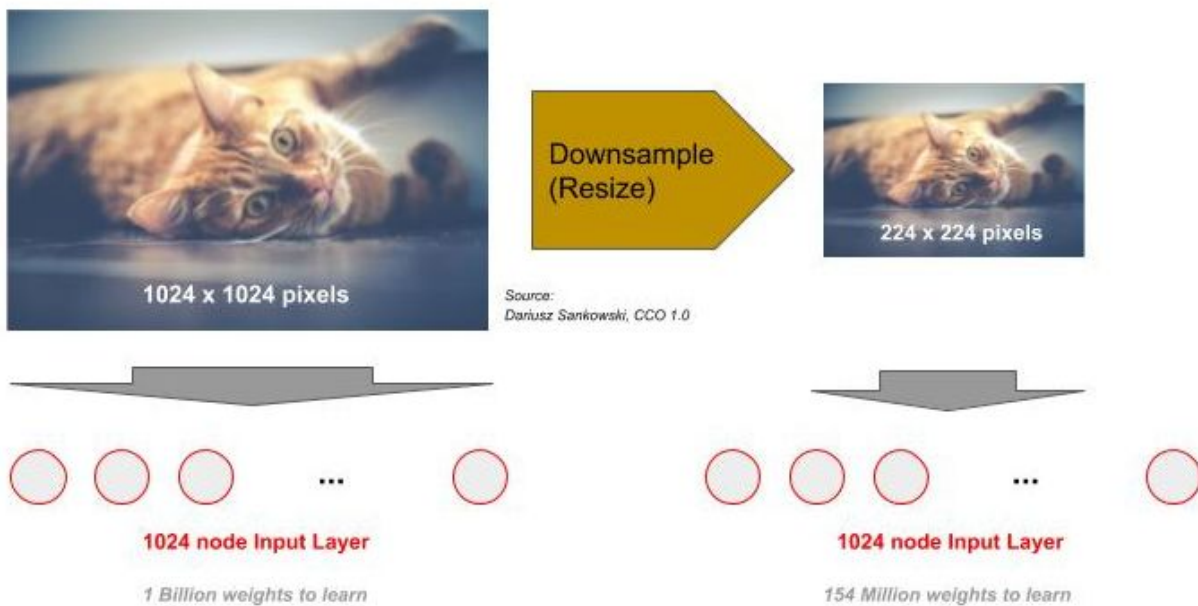 Downsample
(Resize)
1024 x 1024 pixels
224 x 224 pixels
Source:
Dariusz Sankowski, CCO 1.0
...
...
1024 node Input Layer
1024 node Input Layer
1 Billion weights to learn
154 Million weights to learn